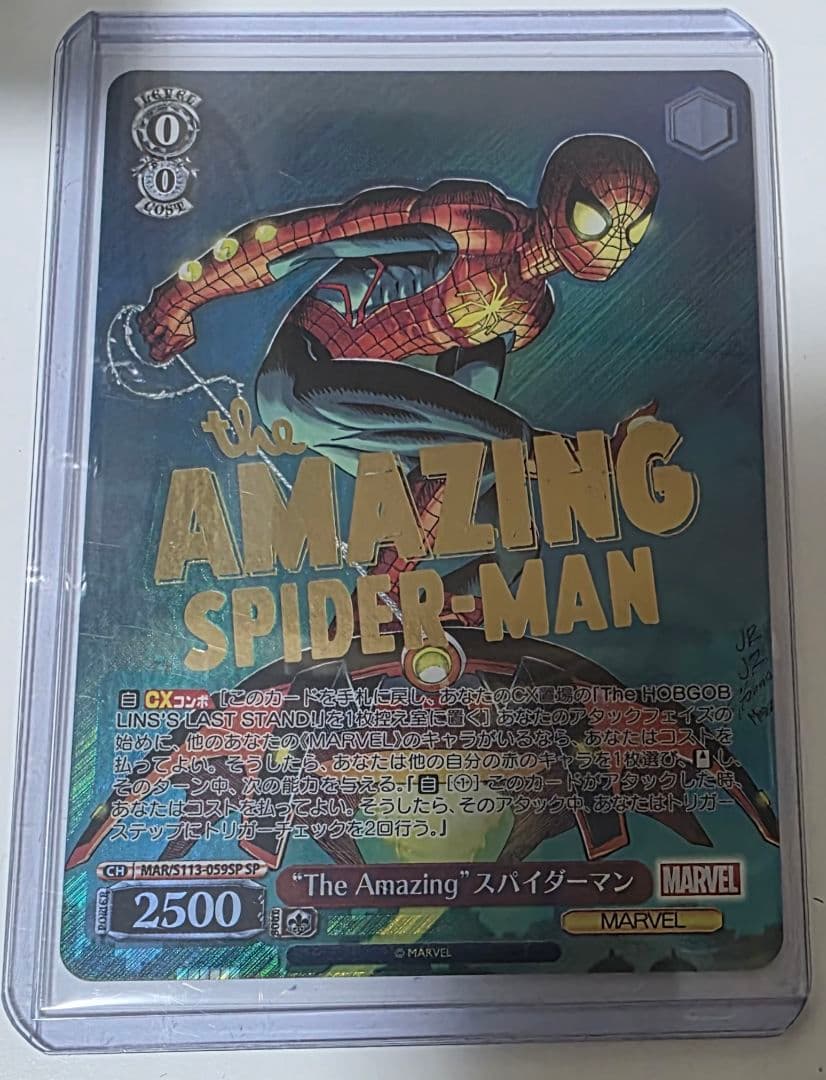 LEVEL
0
0
COST
the
AMAZING
SPIDER-MAN
JR
JR
自 CXコンボ [このカードを手札に戻し、あなたのCX置場の「The HOBGOB
LINS'S LAST STAND!」を1枚控え室に置く] あなたのアタックフェイズの
始めに、他のあなたの《MARVEL》のキャラがいるなら、あなたはコストを
払ってよい。そうしたら、あなたは他の自分の赤のキャラを1枚選び、し、
そのターン中、次の能力を与える。「自 [①] このカードがアタックした時、
あなたはコストを払ってよい。そうしたら、そのアタック中、あなたはトリガー
ステップにトリガーチェックを2回行う。」
CH MAR/S113-059SP SP
"The Amazing" スパイダーマン
MARVEL
POWER
2500
SOUL
MARVEL
© MARVEL